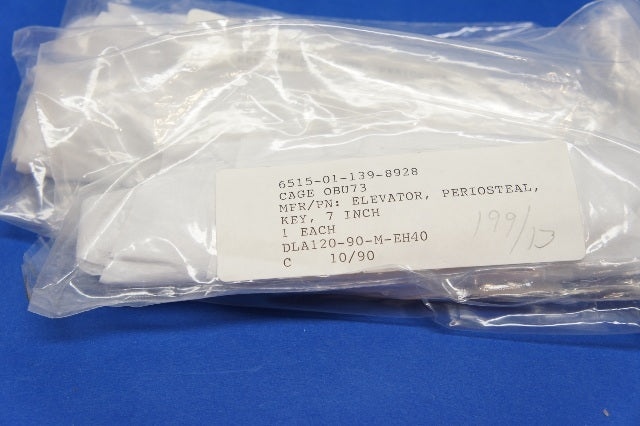 6515-01-139-8928
CAGE OBU73
MFR/PN: ELEVATOR, PERIOSTEAL,
KEY, 7 INCH
1 EACH
DLA120-90-M-EH40
C 10/90
199/13